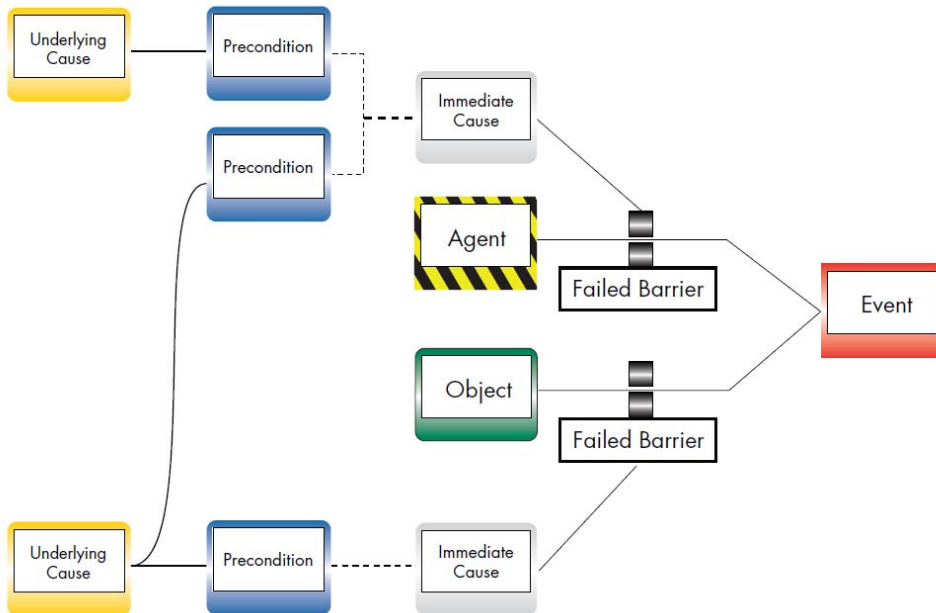 Underlying
Cause
Precondition
Immediate
Cause
Precondition
Agent
Failed Barrier
Event
Object
Failed Barrier
Underlying
Cause
Precondition
Immediate
Cause